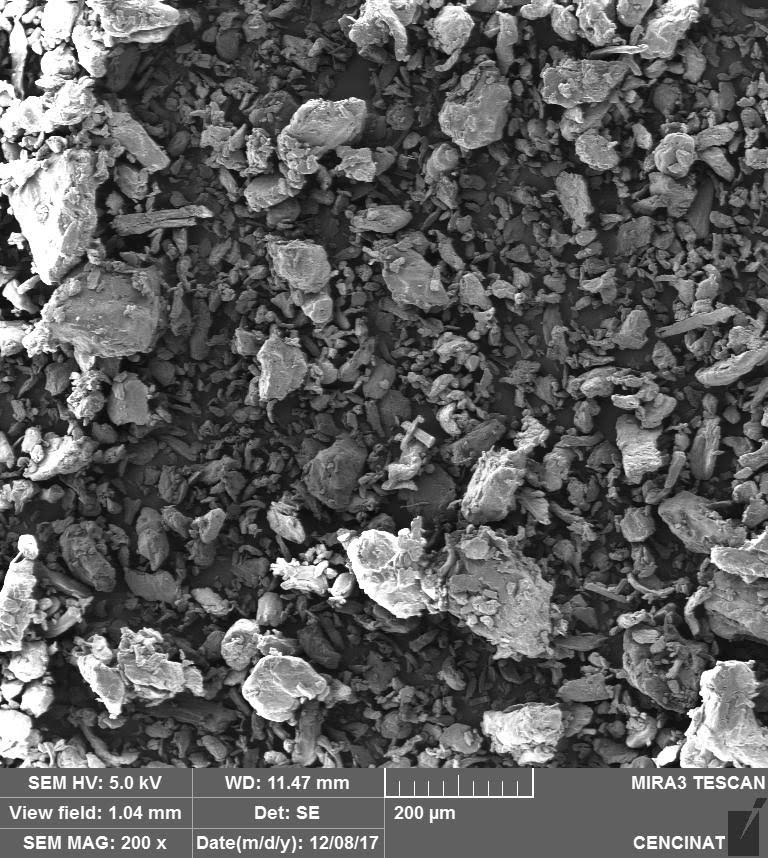 SEM HV: 5.0 kV WD: 11.47 mm MIRA3 TESCAN
View field: 1.04 mm Det: SE 200 µm
SEM MAG: 200 x Date(m/d/y): 12/08/17 CENCINAT